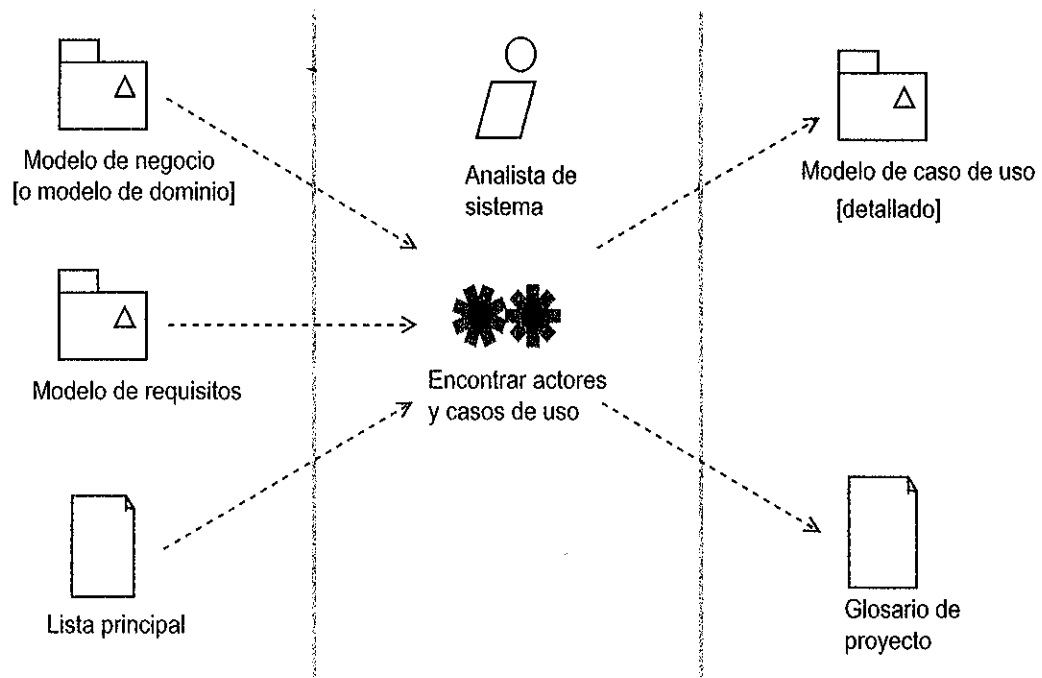 Modelo de negocio
[o modelo de dominio]
Modelo de requisitos
Lista principal
Analista de
sistema
Encontrar actores
y casos de uso
Modelo de caso de uso
[detallado]
Glosario de
proyecto